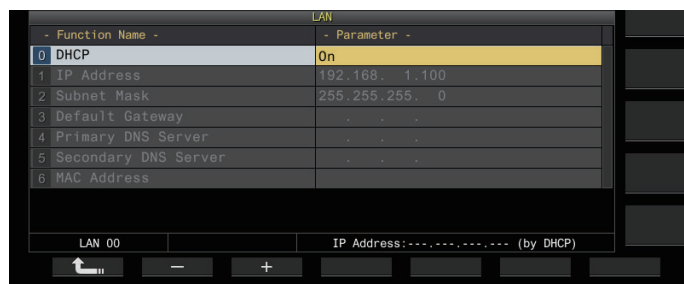 LAN
- Function Name - - Parameter -
0 DHCP On
1 IP Address 192.168. 1.100
2 Subnet Mask 255.255.255. 0
3 Default Gateway . . .
4 Primary DNS Server . . .
5 Secondary DNS Server . . .
6 MAC Address
LAN 00 IP Address:---.---.---.--- (by DHCP)
− +